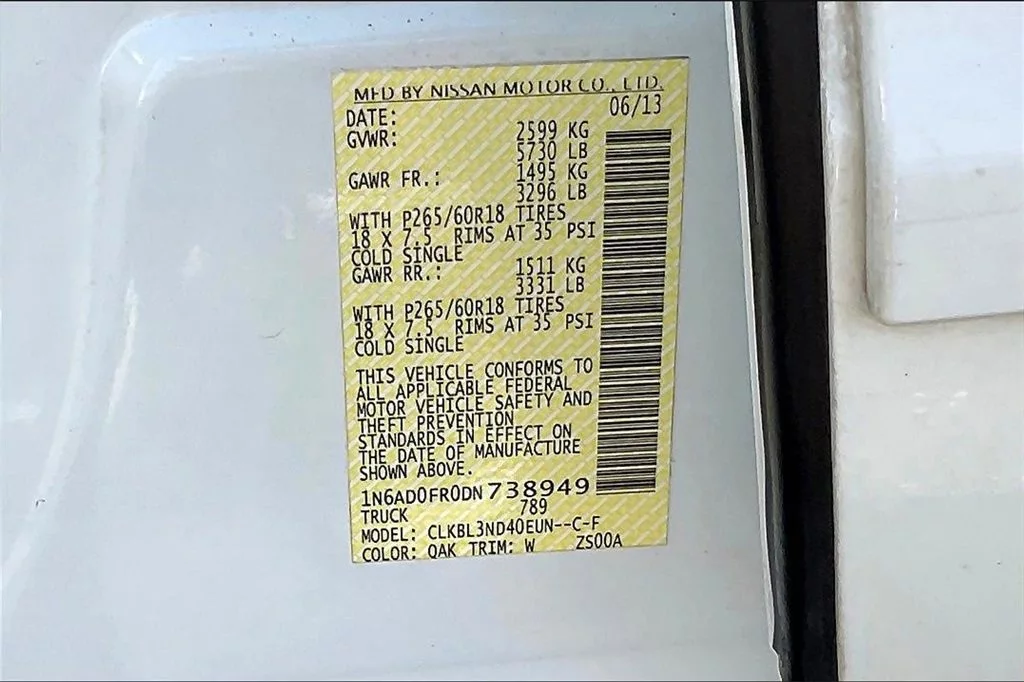 MFD BY NISSAN MOTOR CO., LTD.
DATE: 06/13
GVWR: 2599 KG
5730 LB
GAWR FR.: 1495 KG
3296 LB
WITH P265/60R18 TIRES
18 X 7.5 RIMS AT 35 PSI
COLD SINGLE
GAWR RR.: 1511 KG
3331 LB
WITH P265/60R18 TIRES
18 X 7.5 RIMS AT 35 PSI
COLD SINGLE
THIS VEHICLE CONFORMS TO
ALL APPLICABLE FEDERAL
MOTOR VEHICLE SAFETY AND
THEFT PREVENTION
STANDARDS IN EFFECT ON
THE DATE OF MANUFACTURE
SHOWN ABOVE.
1N6AD0FR0DN738949
TRUCK 789
MODEL: CLKBL3ND40EUN--C-F
COLOR: QAK TRIM: W ZS00A